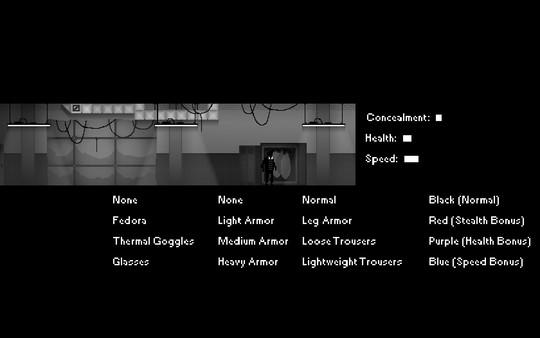 Concealment:
Health:
Speed:
None None Normal Black (Normal)
Fedora Light Armor Leg Armor Red (Stealth Bonus)
Thermal Goggles Medium Armor Loose Trousers Purple (Health Bonus)
Glasses Heavy Armor Lightweight Trousers Blue (Speed Bonus)